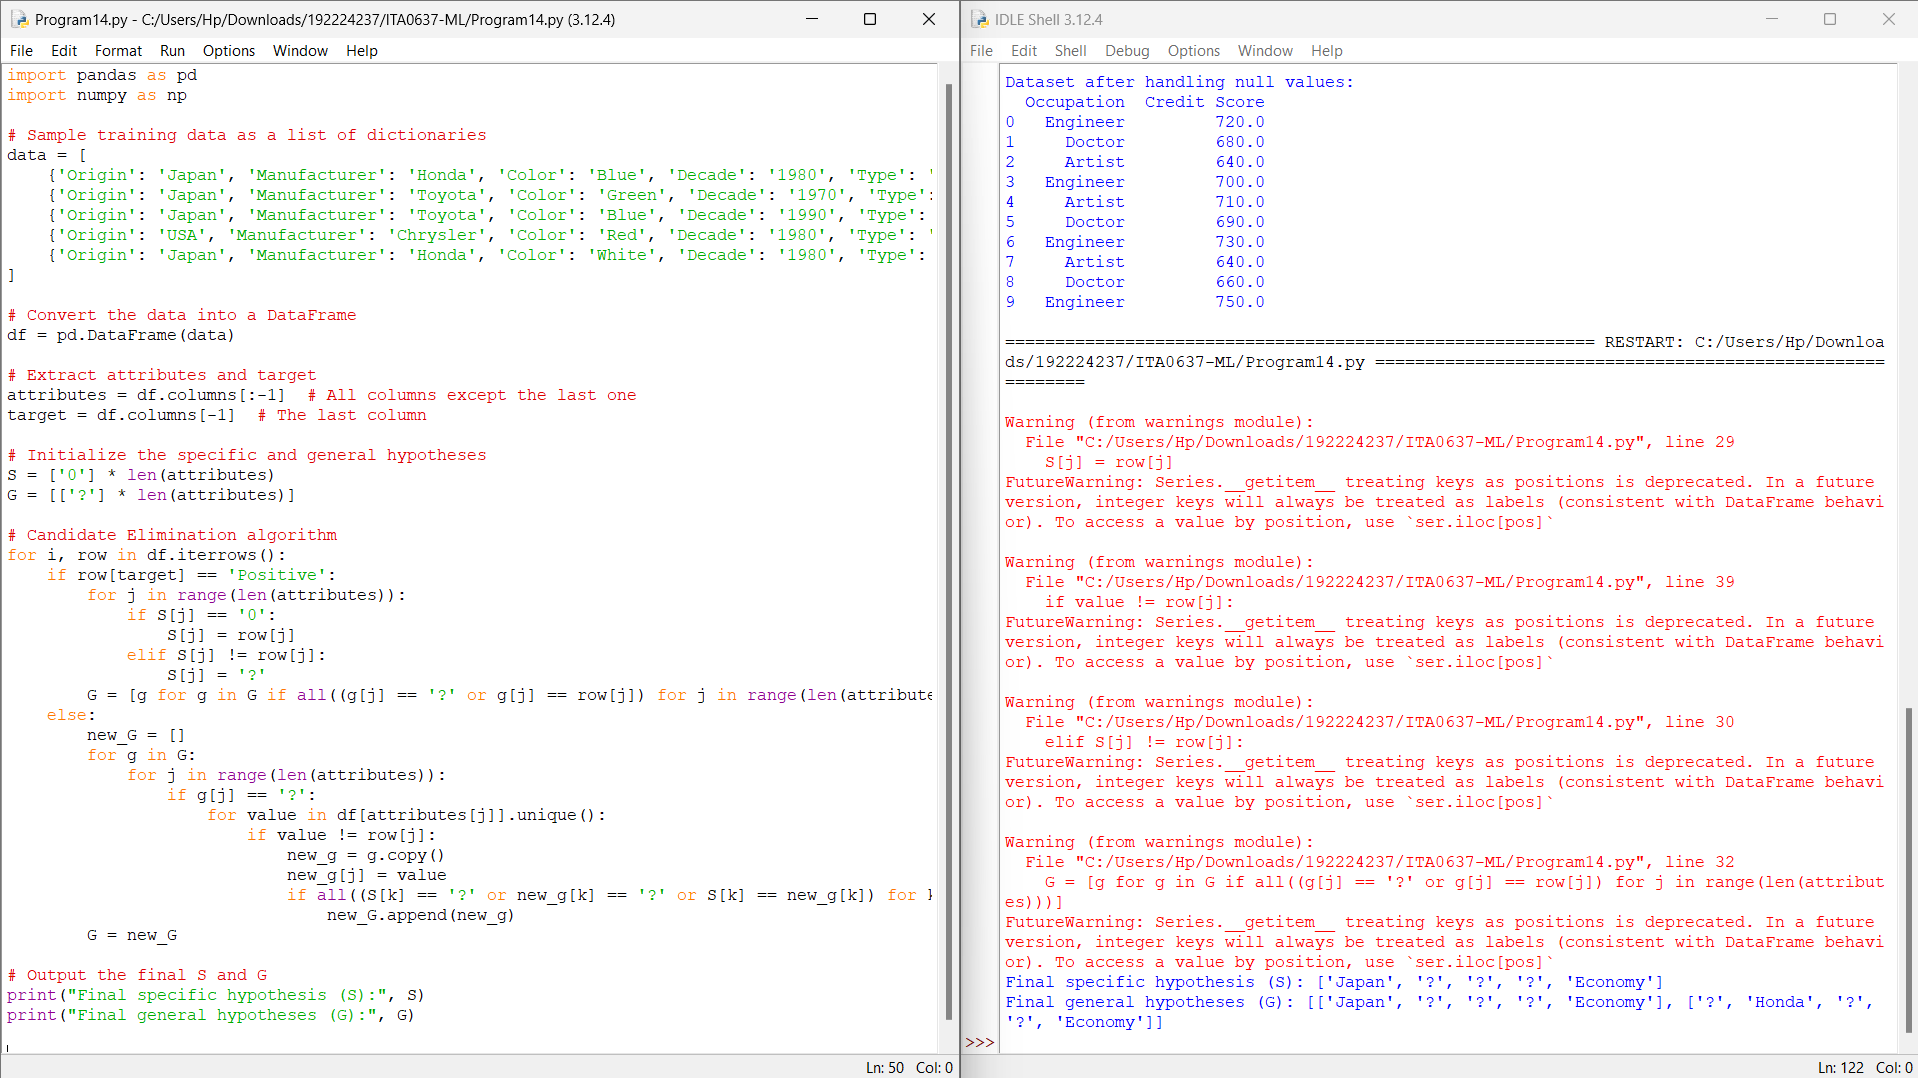 Program14.py - C:/Users/Hp/Downloads/192224237/ITA0637-ML/Program14.py (3.12.4)
File Edit Format Run Options Window Help
import pandas as pd
import numpy as np
# Sample training data as a list of dictionaries
data = [
    {'Origin': 'Japan', 'Manufacturer': 'Honda', 'Color': 'Blue', 'Decade': '1980', 'Type': '
    {'Origin': 'Japan', 'Manufacturer': 'Toyota', 'Color': 'Green', 'Decade': '1970', 'Type':
    {'Origin': 'Japan', 'Manufacturer': 'Toyota', 'Color': 'Blue', 'Decade': '1990', 'Type':
    {'Origin': 'USA', 'Manufacturer': 'Chrysler', 'Color': 'Red', 'Decade': '1980', 'Type': '
    {'Origin': 'Japan', 'Manufacturer': 'Honda', 'Color': 'White', 'Decade': '1980', 'Type':
]
# Convert the data into a DataFrame
df = pd.DataFrame(data)
# Extract attributes and target
attributes = df.columns[:-1]  # All columns except the last one
target = df.columns[-1]  # The last column
# Initialize the specific and general hypotheses
S = ['0'] * len(attributes)
G = [['?'] * len(attributes)]
# Candidate Elimination algorithm
for i, row in df.iterrows():
    if row[target] == 'Positive':
        for j in range(len(attributes)):
            if S[j] == '0':
                S[j] = row[j]
            elif S[j] != row[j]:
                S[j] = '?'
        G = [g for g in G if all((g[j] == '?' or g[j] == row[j]) for j in range(len(attribute
    else:
        new_G = []
        for g in G:
            for j in range(len(attributes)):
                if g[j] == '?':
                    for value in df[attributes[j]].unique():
                        if value != row[j]:
                            new_g = g.copy()
                            new_g[j] = value
                            if all((S[k] == '?' or new_g[k] == '?' or S[k] == new_g[k]) for
                                new_G.append(new_g)
        G = new_G
# Output the final S and G
print("Final specific hypothesis (S):", S)
print("Final general hypotheses (G):", G)
Ln: 50 Col: 0
IDLE Shell 3.12.4
File Edit Shell Debug Options Window Help
Dataset after handling null values:
  Occupation  Credit Score
0   Engineer         720.0
1     Doctor         680.0
2     Artist         640.0
3   Engineer         700.0
4     Artist         710.0
5     Doctor         690.0
6   Engineer         730.0
7     Artist         640.0
8     Doctor         660.0
9   Engineer         750.0
=========================================================== RESTART: C:/Users/Hp/Downloa
ds/192224237/ITA0637-ML/Program14.py ===================================================
========
Warning (from warnings module):
  File "C:/Users/Hp/Downloads/192224237/ITA0637-ML/Program14.py", line 29
    S[j] = row[j]
FutureWarning: Series.__getitem__ treating keys as positions is deprecated. In a future
version, integer keys will always be treated as labels (consistent with DataFrame behavi
or). To access a value by position, use `ser.iloc[pos]`
Warning (from warnings module):
  File "C:/Users/Hp/Downloads/192224237/ITA0637-ML/Program14.py", line 39
    if value != row[j]:
FutureWarning: Series.__getitem__ treating keys as positions is deprecated. In a future
version, integer keys will always be treated as labels (consistent with DataFrame behavi
or). To access a value by position, use `ser.iloc[pos]`
Warning (from warnings module):
  File "C:/Users/Hp/Downloads/192224237/ITA0637-ML/Program14.py", line 30
    elif S[j] != row[j]:
FutureWarning: Series.__getitem__ treating keys as positions is deprecated. In a future
version, integer keys will always be treated as labels (consistent with DataFrame behavi
or). To access a value by position, use `ser.iloc[pos]`
Warning (from warnings module):
  File "C:/Users/Hp/Downloads/192224237/ITA0637-ML/Program14.py", line 32
    G = [g for g in G if all((g[j] == '?' or g[j] == row[j]) for j in range(len(attribut
es)))]
FutureWarning: Series.__getitem__ treating keys as positions is deprecated. In a future
version, integer keys will always be treated as labels (consistent with DataFrame behavi
or). To access a value by position, use `ser.iloc[pos]`
Final specific hypothesis (S): ['Japan', '?', '?', '?', 'Economy']
Final general hypotheses (G): [['Japan', '?', '?', '?', 'Economy'], ['?', 'Honda', '?',
'?', 'Economy']]
>>>
Ln: 122 Col: 0